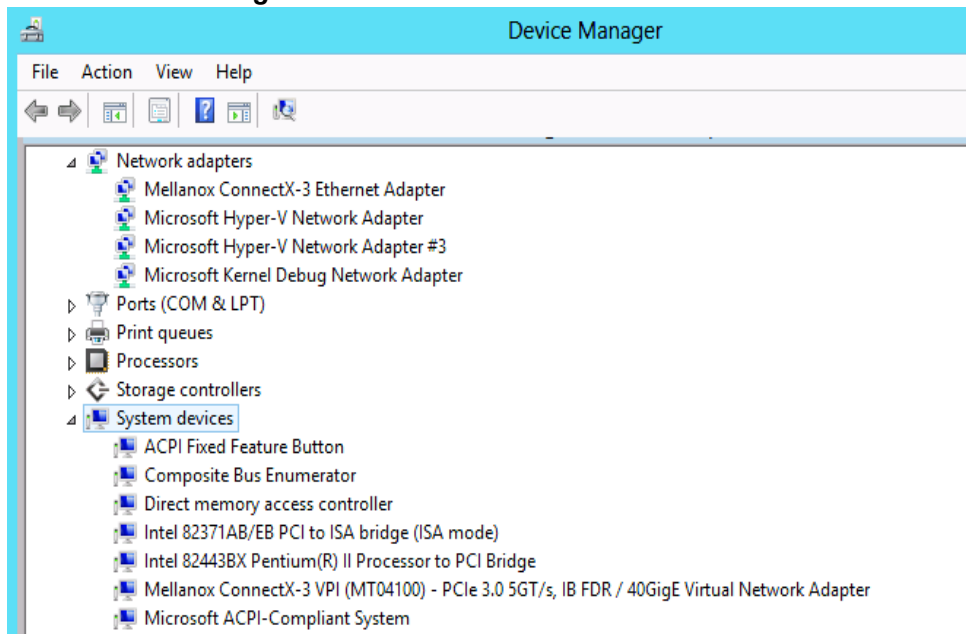 Device Manager
File Action View Help
Network adapters
Mellanox ConnectX-3 Ethernet Adapter
Microsoft Hyper-V Network Adapter
Microsoft Hyper-V Network Adapter #3
Microsoft Kernel Debug Network Adapter
Ports (COM & LPT)
Print queues
Processors
Storage controllers
System devices
ACPI Fixed Feature Button
Composite Bus Enumerator
Direct memory access controller
Intel 82371AB/EB PCI to ISA bridge (ISA mode)
Intel 82443BX Pentium(R) II Processor to PCI Bridge
Mellanox ConnectX-3 VPI (MT04100) - PCIe 3.0 5GT/s, IB FDR / 40GigE Virtual Network Adapter
Microsoft ACPI-Compliant System